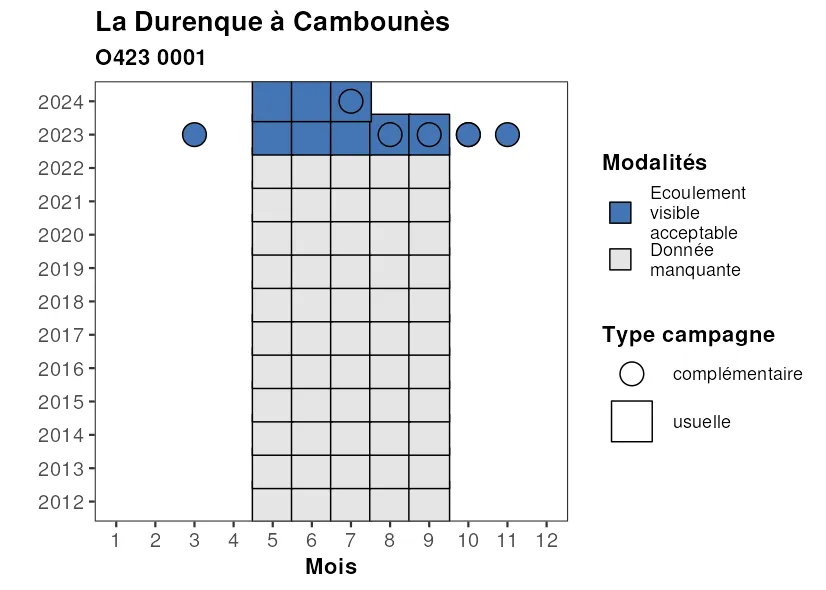 La Durenque à Cambounès
O423 0001
2024
2023
2022
2021
2020
2019
2018
2017
2016
2015
2014
2013
2012
1 2 3 4 5 6 7 8 9 10 11 12
Mois
Modalités
Ecoulement
visible
acceptable
Donnée
manquante
Type campagne
complémentaire
usuelle